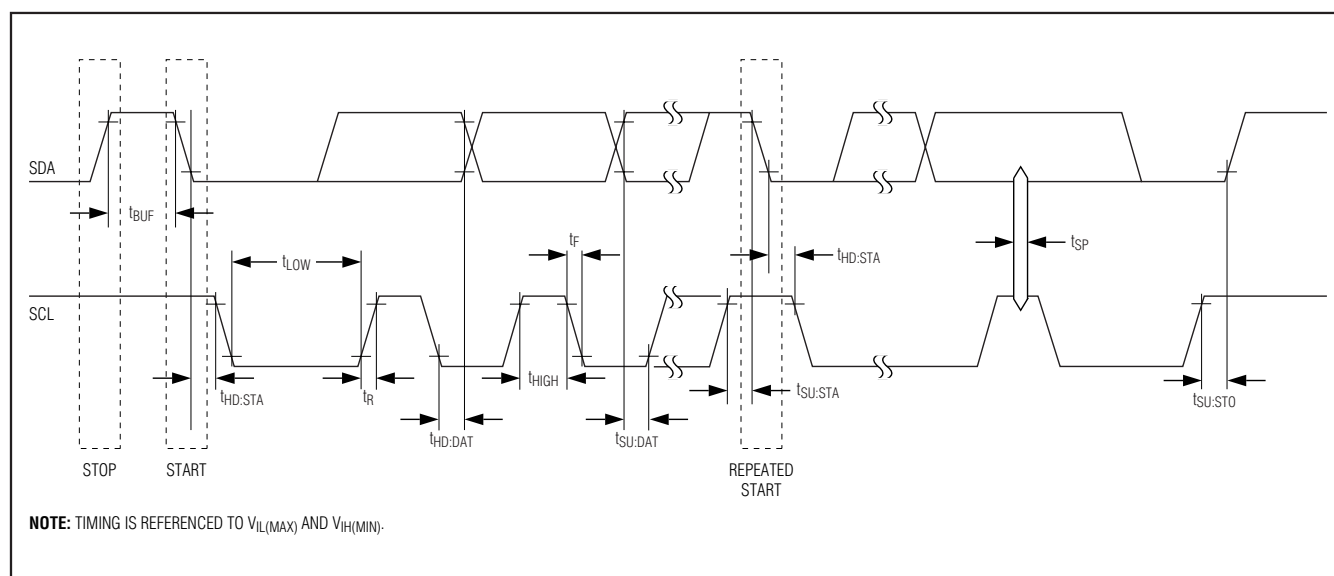 SDA
tBUF
tLOW
tF
tHD:STA
tSP
SCL
tHD:STA
tR
tHD:DAT
tHIGH
tSU:DAT
tSU:STA
tSU:STO
STOP
START
REPEATED
START
NOTE: TIMING IS REFERENCED TO VIL(MAX) AND VIH(MIN).